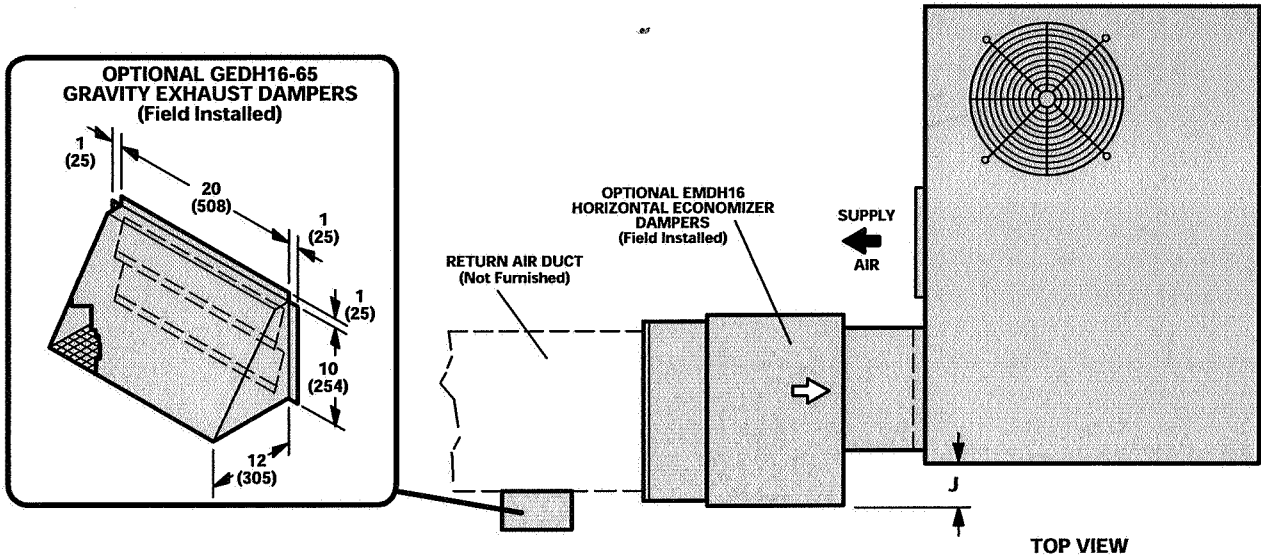 OPTIONAL GEDH16-65
GRAVITY EXHAUST DAMPERS
(Field Installed)
1
(25)
20
(508)
1
(25)
1
(25)
10
(254)
12
(305)
RETURN AIR DUCT
(Not Furnished)
OPTIONAL EMDH16
HORIZONTAL ECONOMIZER
DAMPERS
(Field Installed)
SUPPLY
AIR
J
TOP VIEW